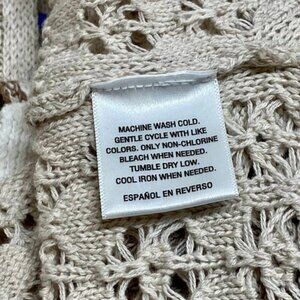 MACHINE WASH COLD.
GENTLE CYCLE WITH LIKE
COLORS. ONLY NON-CHLORINE
BLEACH WHEN NEEDED.
TUMBLE DRY LOW.
COOL IRON WHEN NEEDED.
ESPAÑOL EN REVERSO